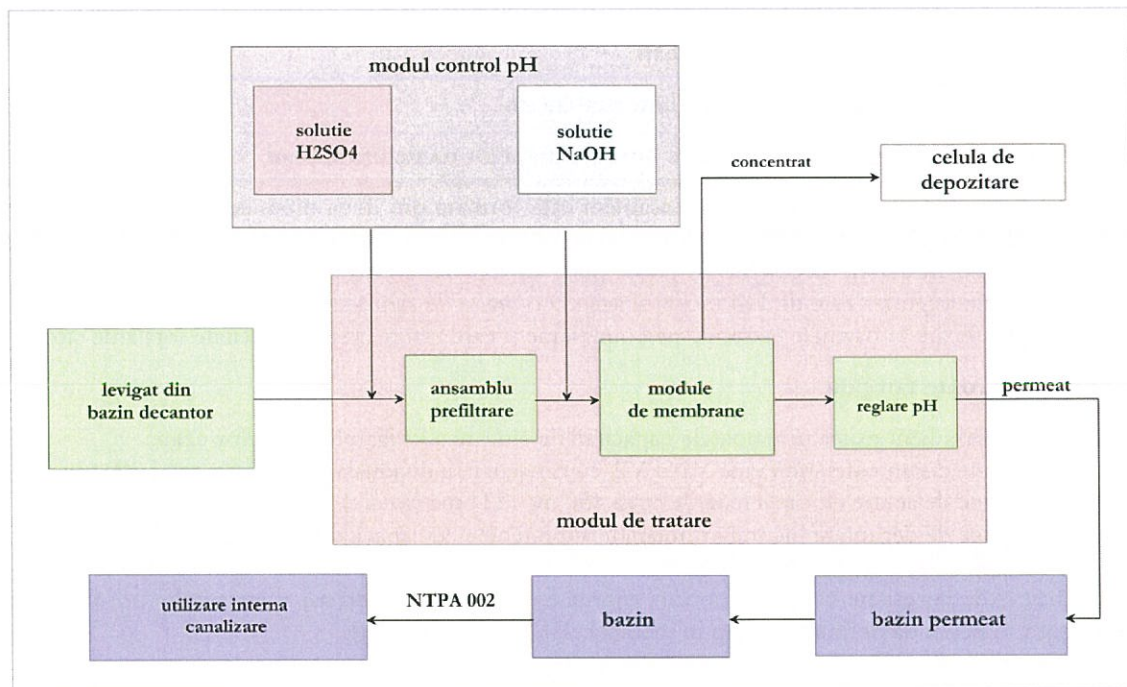 modul control pH
solutie
H2SO4
solutie
NaOH
concentrat
celula de
depozitare
levigat din
bazin decantor
ansamblu
prefiltrare
module
de membrane
reglare pH
permeat
modul de tratare
utilizare interna
canalizare
NTPA 002
bazin
bazin permeat